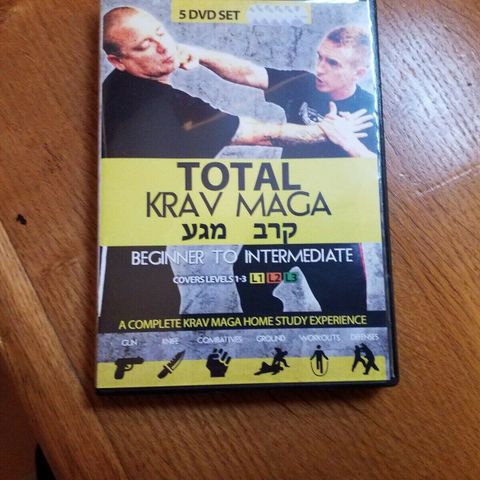 5 DVD SET
TOTAL
KRAV MAGA
קרב מגע
BEGINNER TO INTERMEDIATE
COVERS LEVELS 1-3 L1 L2 L3
A COMPLETE KRAV MAGA HOME STUDY EXPERIENCE
GUN KNIFE COMBATIVES GROUND WORKOUTS DEFENSES